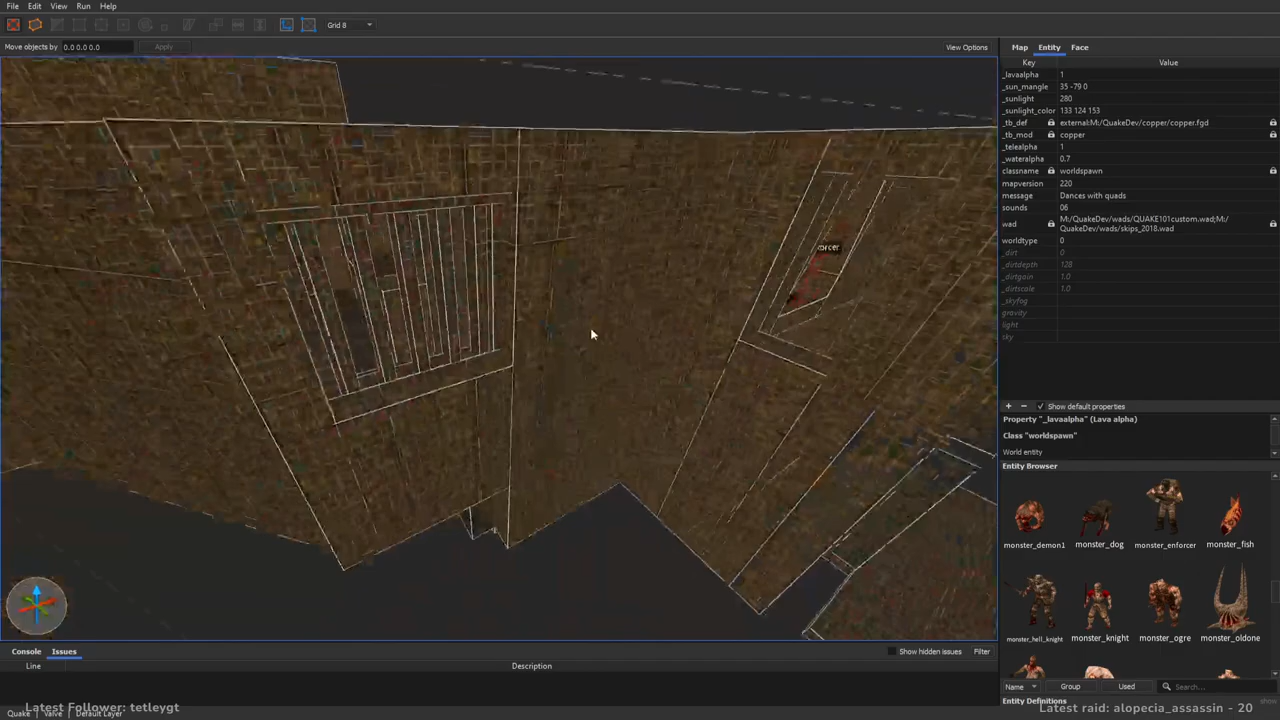 File Edit View Run Help
Grid 8
Move objects by 0.0 0.0 0.0 Apply View Options
Map Entity Face
Key Value
_lavaalpha 1
_sun_mangle 35 -79 0
_sunlight 280
_sunlight_color 133 124 153
_tb_def external:M:/QuakeDev/copper/copper.fgd
_tb_mod copper
_telealpha 1
_wateralpha 0.7
classname worldspawn
mapversion 220
message Dances with quads
sounds 06
wad M:/QuakeDev/wads/QUAKE101custom.wad;M:/
QuakeDev/wads/skips_2018.wad
worldtype 0
_dirt 0
_dirtdepth 128
_dirtgain 1.0
_dirtscale 1.0
_skyfog
gravity
light
sky
Show default properties
Property "_lavaalpha" (Lava alpha)
Class "worldspawn"
World entity
Entity Browser
monster_demon1 monster_dog monster_enforcer monster_fish
monster_hell_knight monster_knight monster_ogre monster_oldone
Name Group Used Search...
Entity Definitions show
Console Issues
Show hidden issues Filter
Line Description
Latest Follower: tetleygt
Latest raid: alopecia_assassin - 20
Quake Valve Default Layer